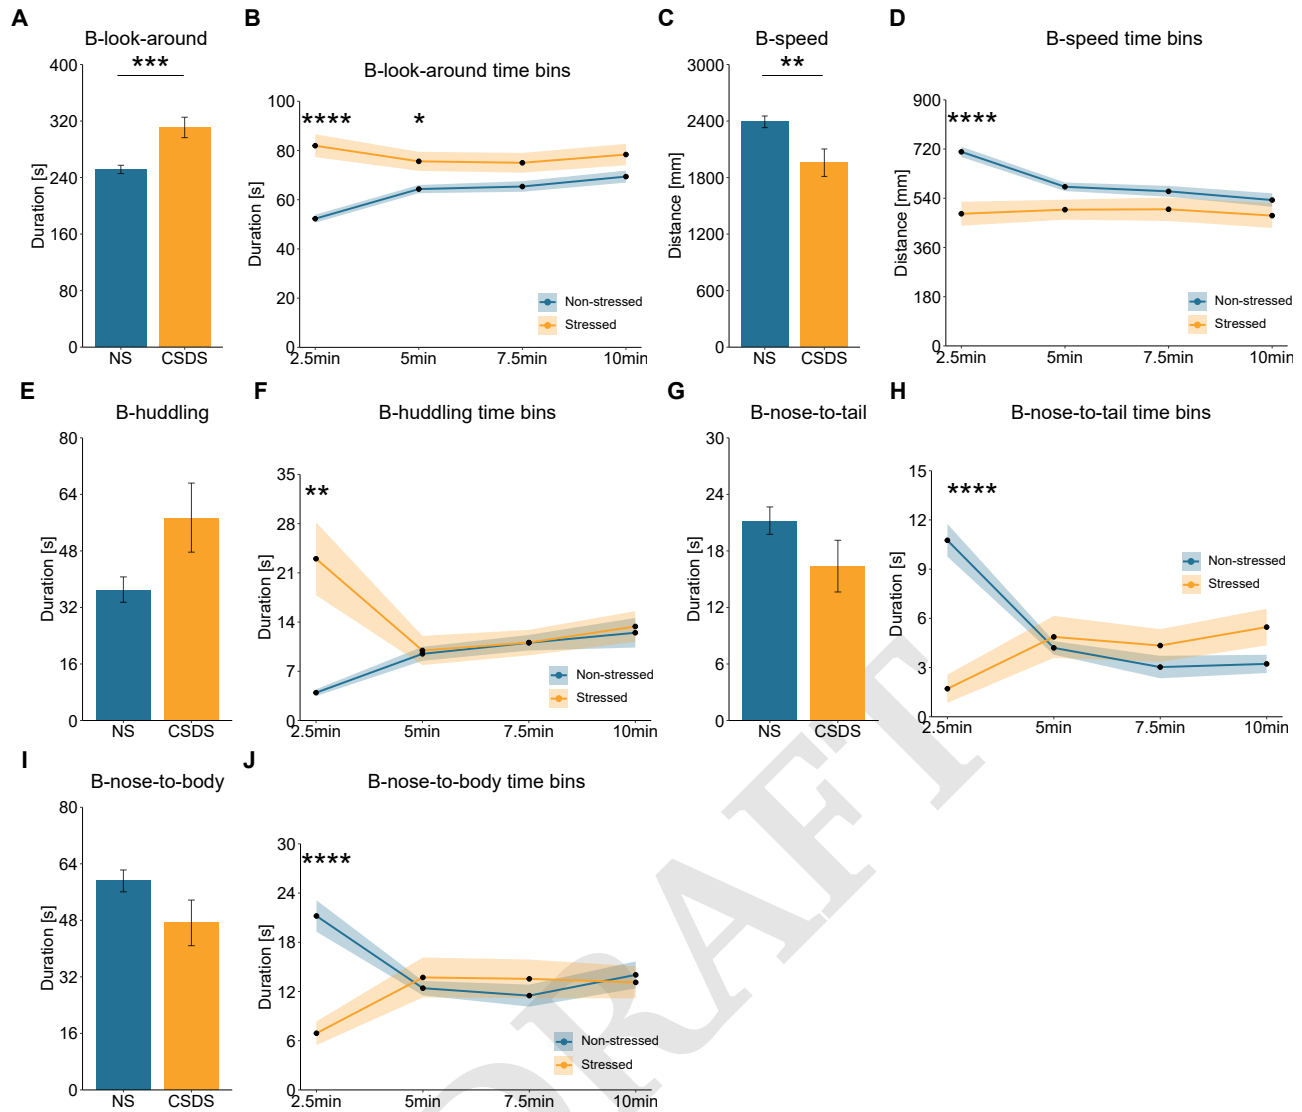 A
B-look-around
***
400
320
240
160
80
0
Duration [s]
NS
CSDS
B
B-look-around time bins
****
*
100
80
60
40
20
0
Duration [s]
Non-stressed
Stressed
2.5min
5min
7.5min
10min
C
B-speed
**
3000
2400
1800
1200
600
0
Distance [mm]
NS
CSDS
D
B-speed time bins
****
900
720
540
360
180
0
Distance [mm]
Non-stressed
Stressed
2.5min
5min
7.5min
10min
E
B-huddling
80
64
48
32
16
0
Duration [s]
NS
CSDS
F
B-huddling time bins
**
35
28
21
14
7
0
Duration [s]
Non-stressed
Stressed
2.5min
5min
7.5min
10min
G
B-nose-to-tail
30
24
18
12
6
0
Duration [s]
NS
CSDS
H
B-nose-to-tail time bins
****
15
12
9
6
3
0
Duration [s]
Non-stressed
Stressed
2.5min
5min
7.5min
10min
I
B-nose-to-body
80
64
48
32
16
0
Duration [s]
NS
CSDS
J
B-nose-to-body time bins
****
30
24
18
12
6
0
Duration [s]
Non-stressed
Stressed
2.5min
5min
7.5min
10min
DRAFT